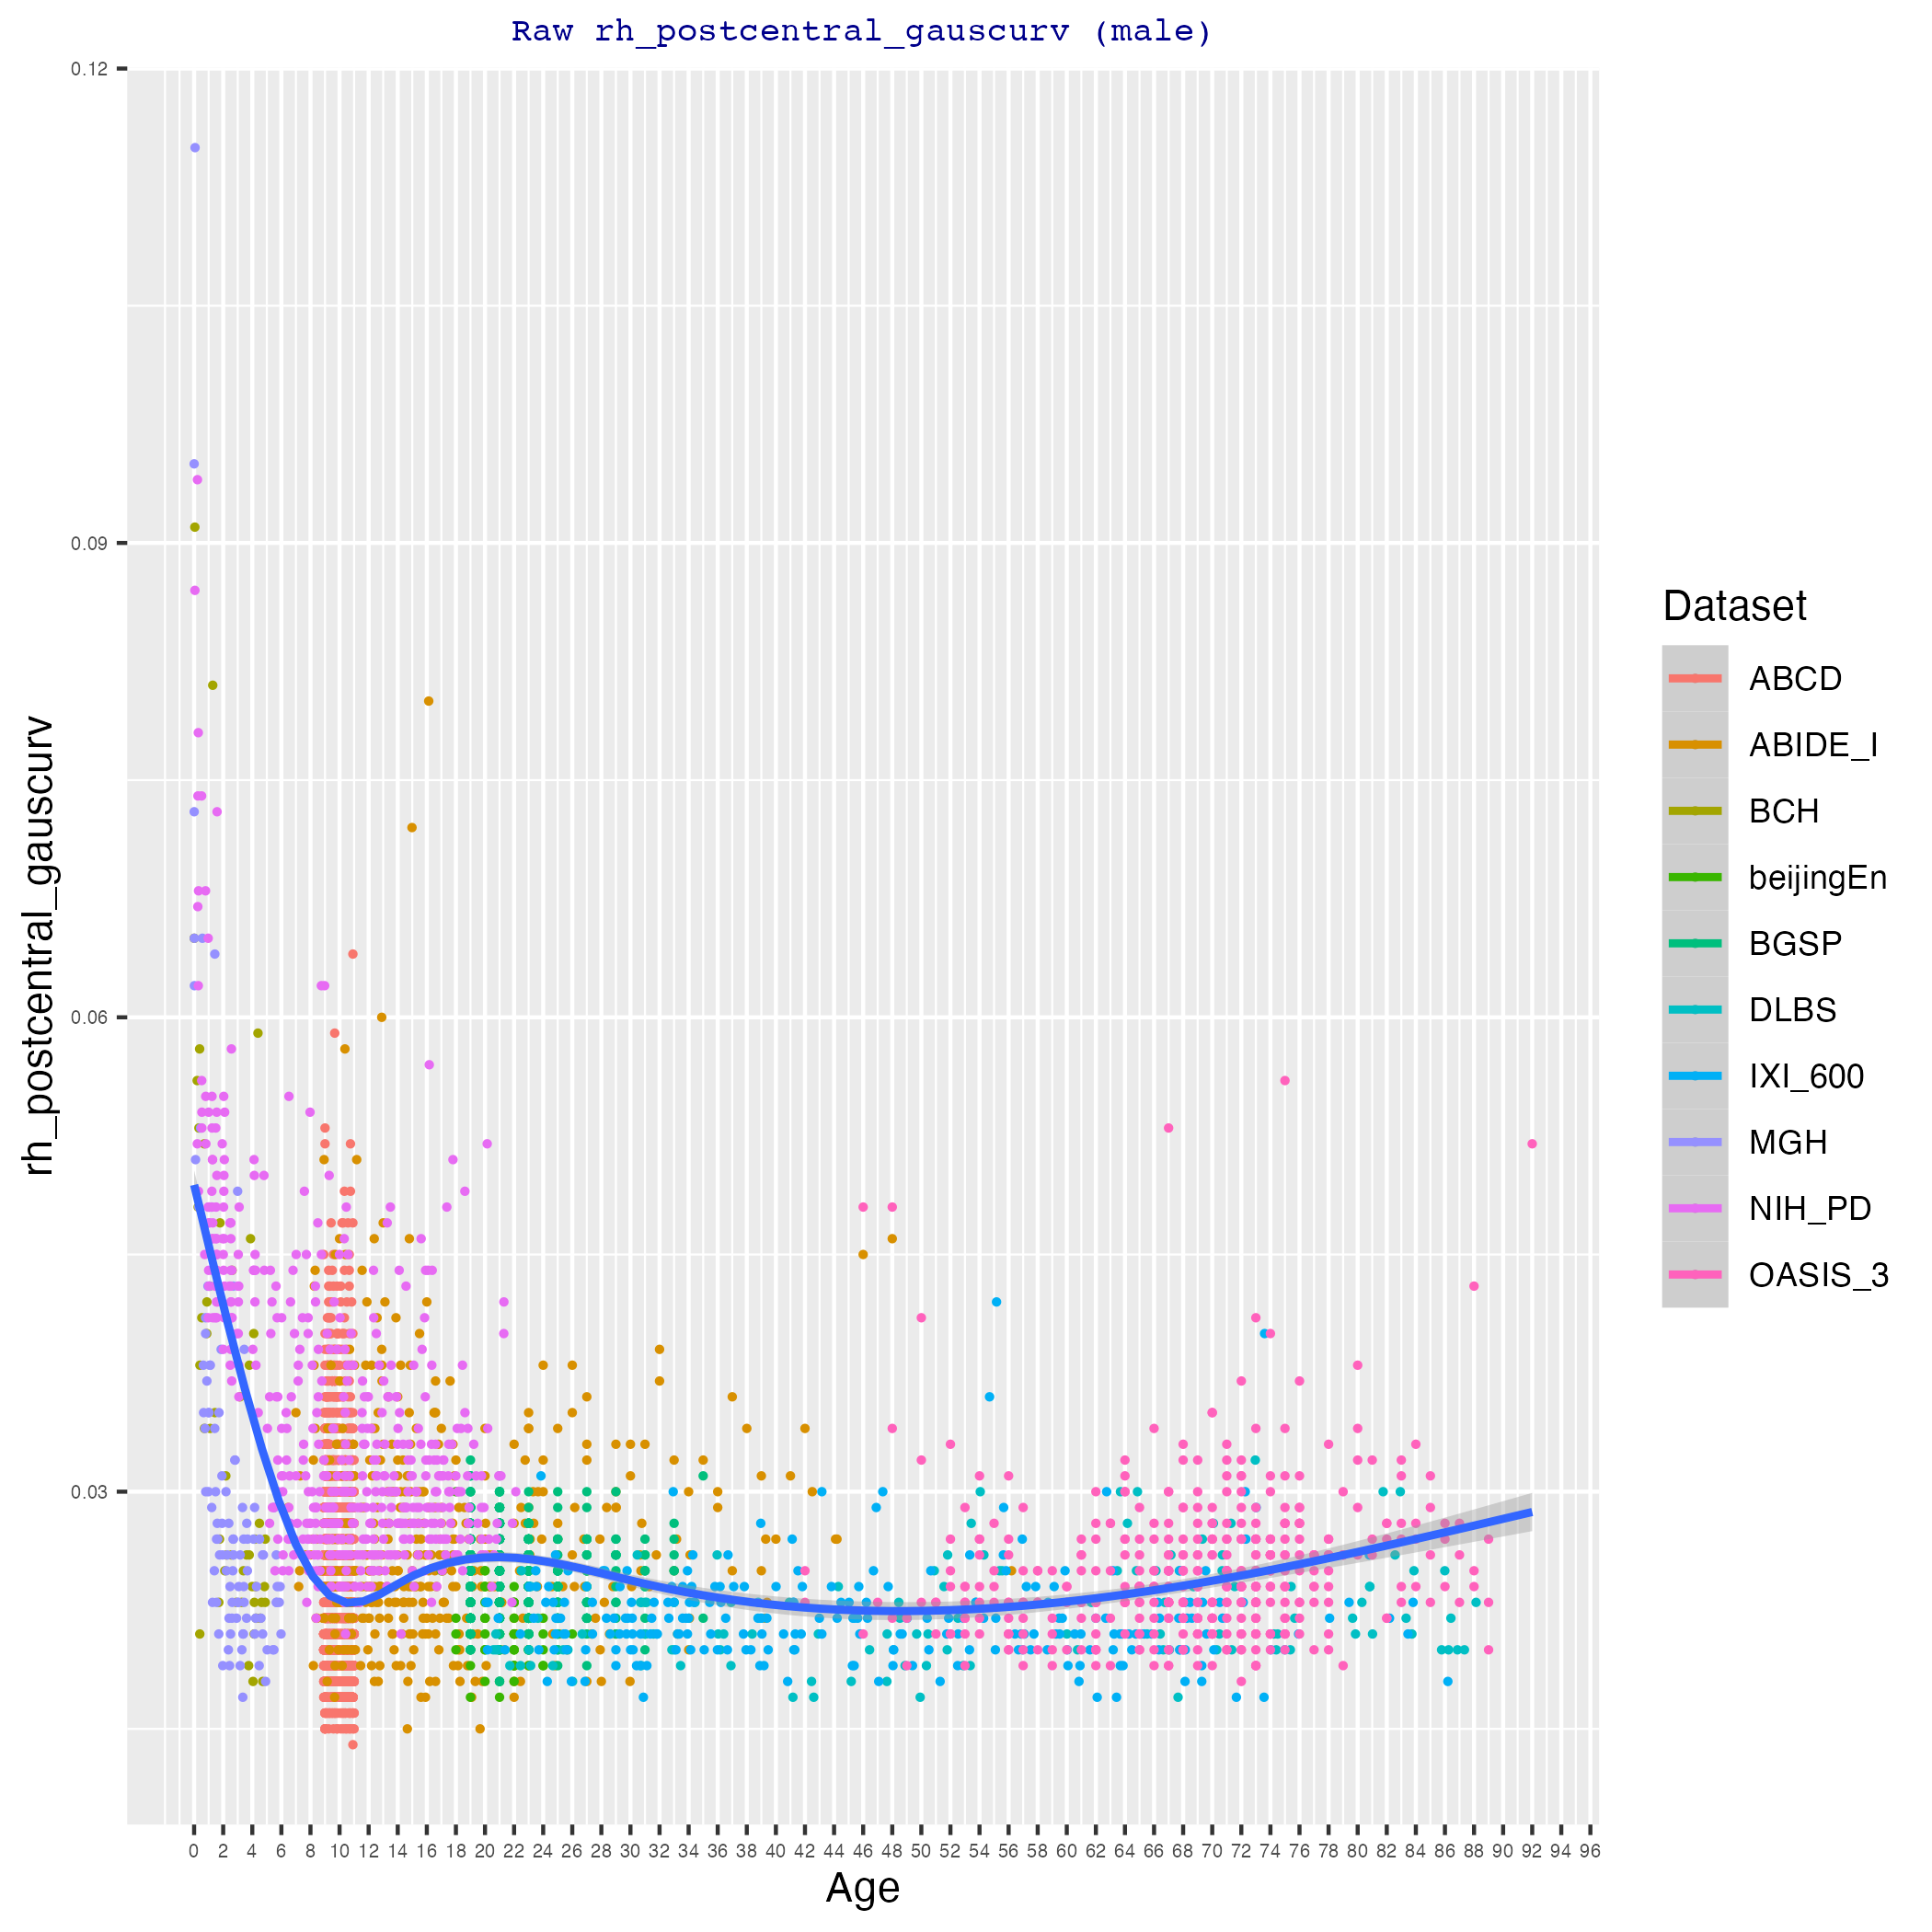 Raw rh_postcentral_gauscurv (male)
0.12
0.09
0.06
0.03
rh_postcentral_gauscurv
0 2 4 6 8 10 12 14 16 18 20 22 24 26 28 30 32 34 36 38 40 42 44 46 48 50 52 54 56 58 60 62 64 66 68 70 72 74 76 78 80 82 84 86 88 90 92 94 96
Age
Dataset
ABCD
ABIDE_I
BCH
beijingEn
BGSP
DLBS
IXI_600
MGH
NIH_PD
OASIS_3